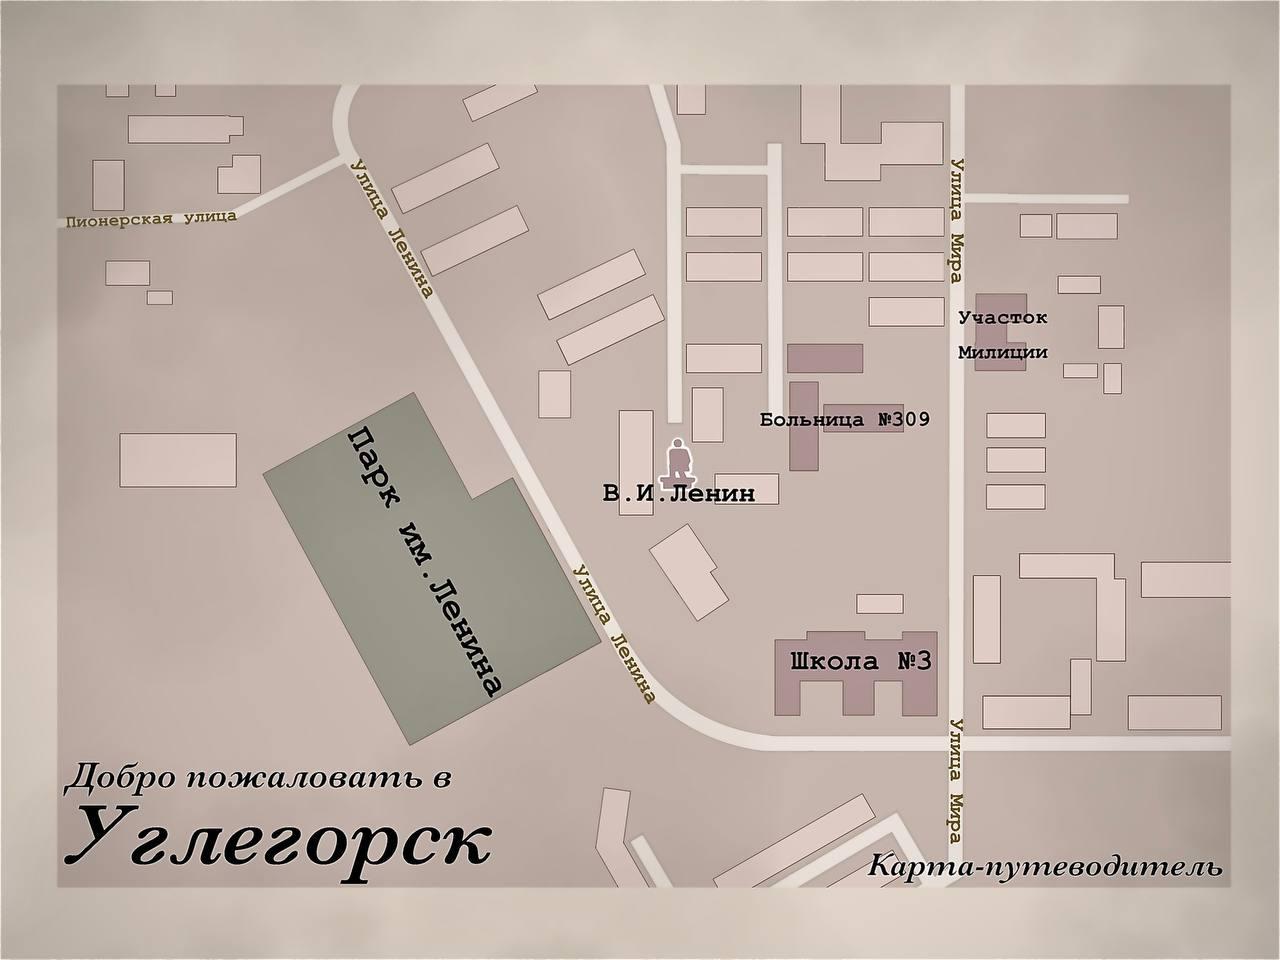 Пионерская улица
Улица Ленина
Улица Мира
Участок
Милиции
Больница №309
В.И.Ленин
Парк им.Ленина
Улица Ленина
Школа №3
Улица Мира
Добро пожаловать в
Углегорск
Карта-путеводитель